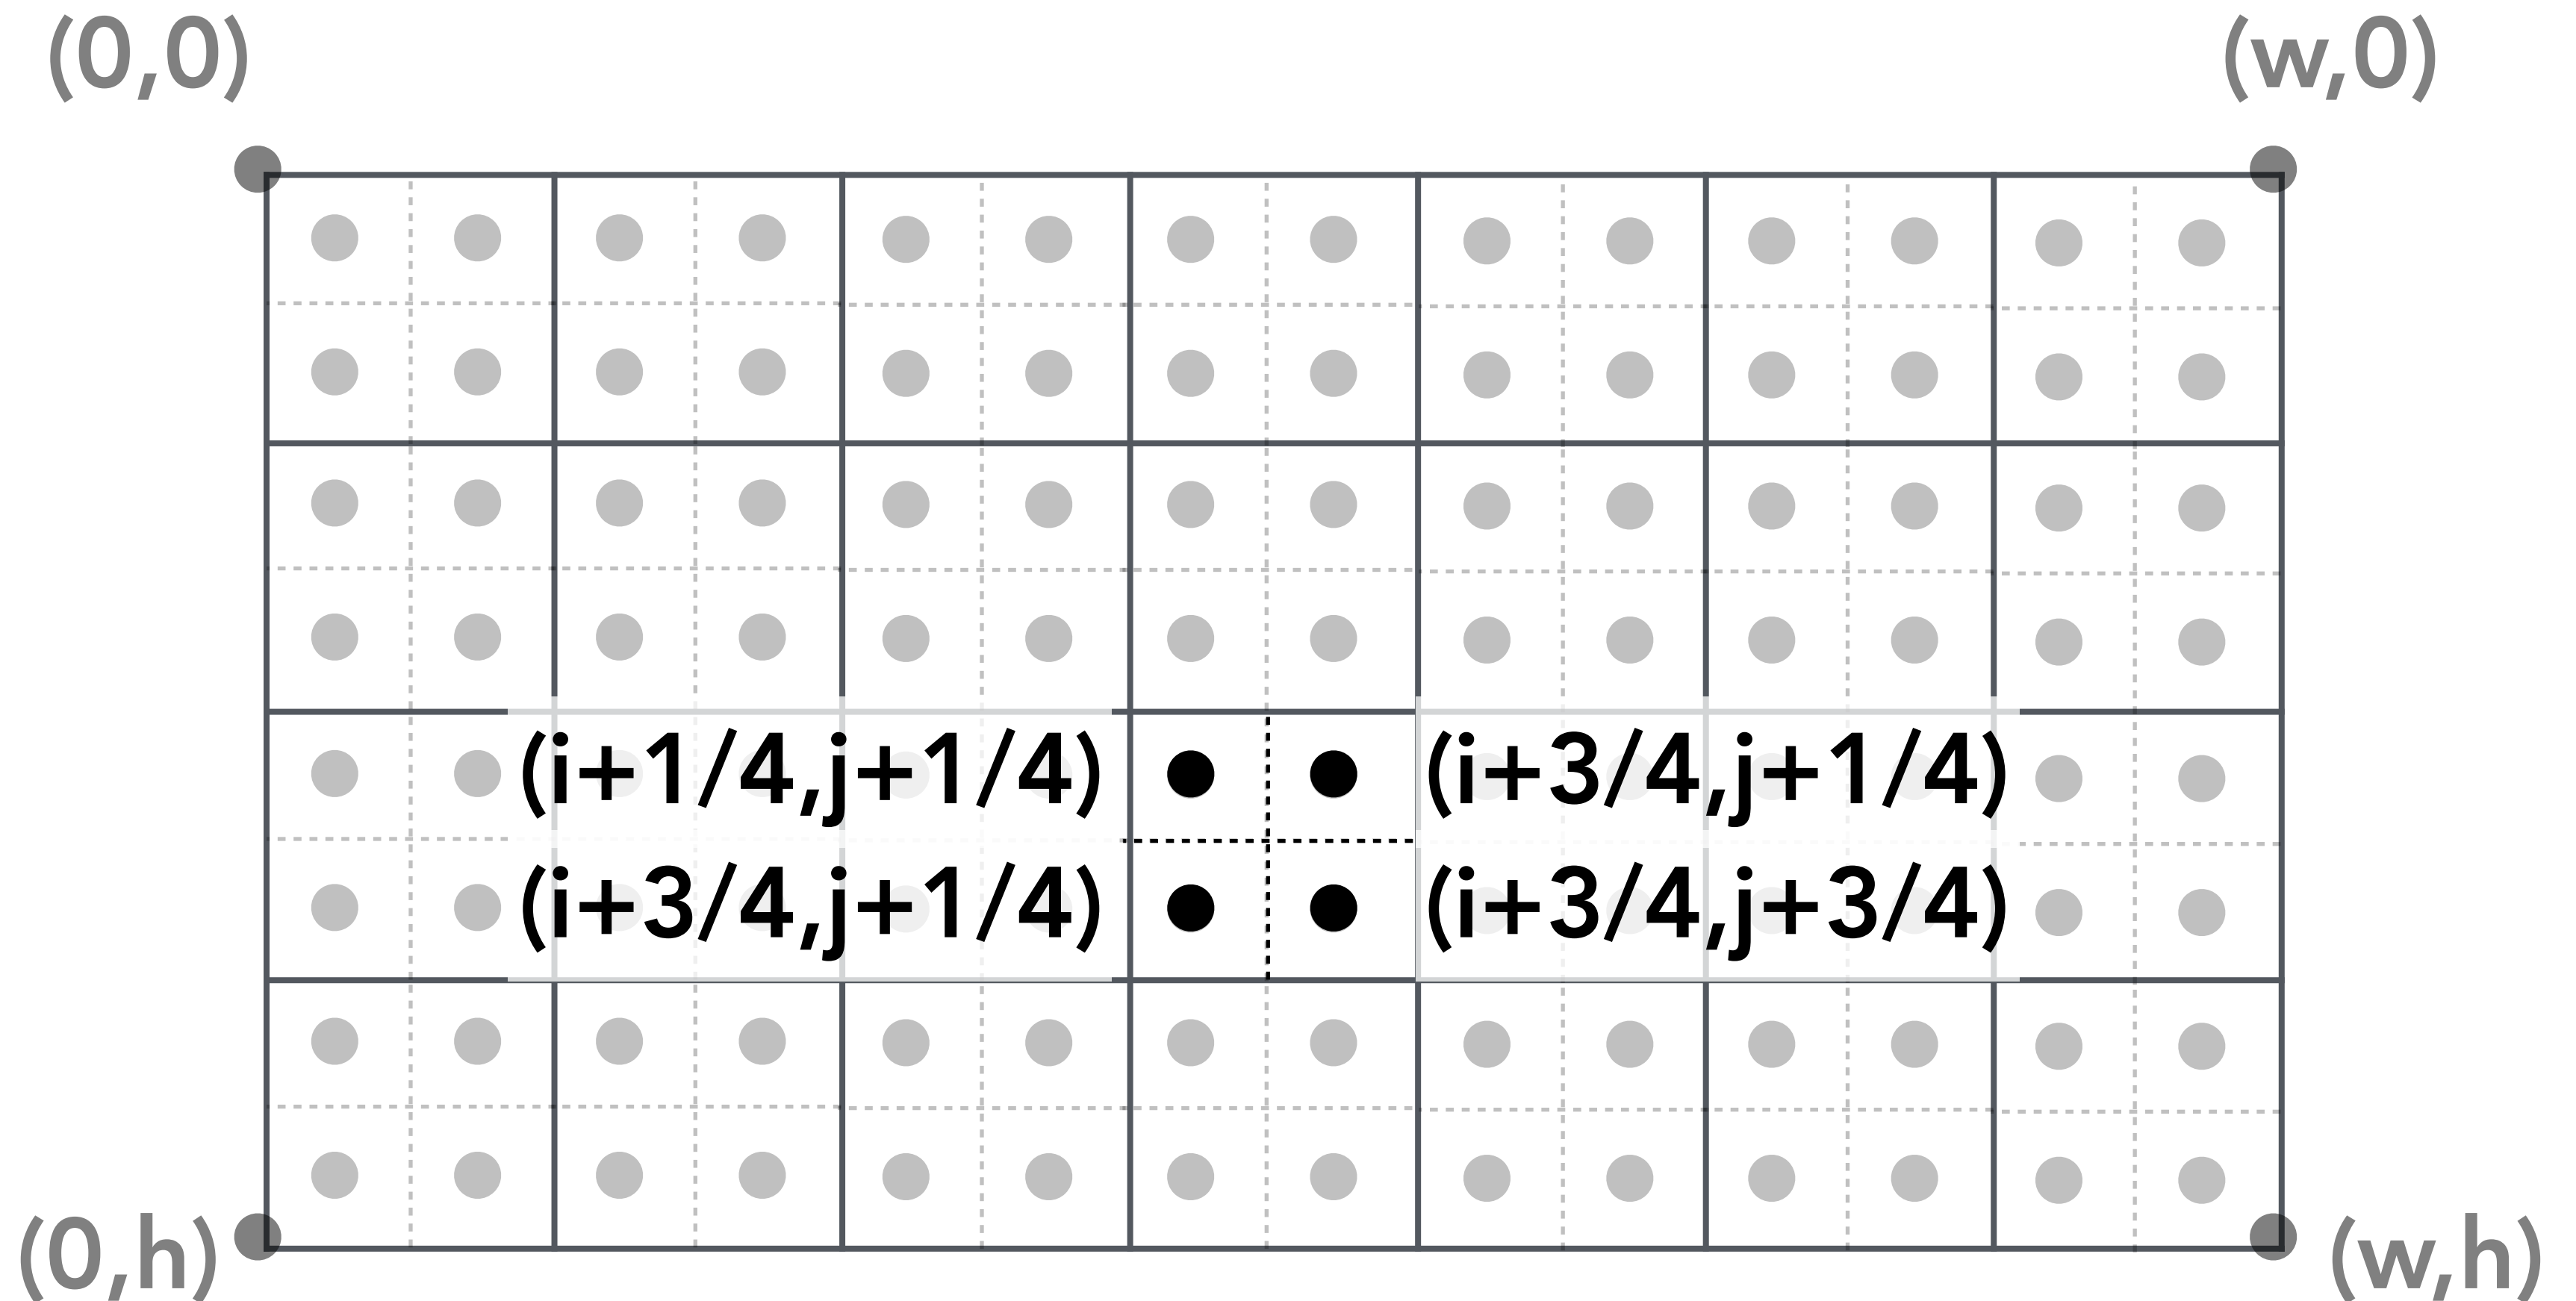 (0,0)
(w,0)
(i+1/4,j+1/4)
(i+3/4,j+1/4)
(i+3/4,j+1/4)
(i+3/4,j+3/4)
(0,h)
(w,h)